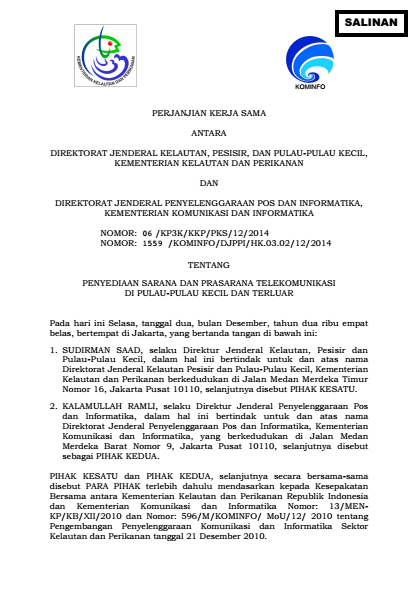 SALINAN
KEMENTERIAN KELAUTAN DAN PERIKANAN
KOMINFO
PERJANJIAN KERJA SAMA
ANTARA
DIREKTORAT JENDERAL KELAUTAN, PESISIR, DAN PULAU-PULAU KECIL,
KEMENTERIAN KELAUTAN DAN PERIKANAN
DAN
DIREKTORAT JENDERAL PENYELENGGARAAN POS DAN INFORMATIKA,
KEMENTERIAN KOMUNIKASI DAN INFORMATIKA
NOMOR: 06 /KP3K/KKP/PKS/12/2014
NOMOR: 1559 /KOMINFO/DJPPI/HK.03.02/12/2014
TENTANG
PENYEDIAAN SARANA DAN PRASARANA TELEKOMUNIKASI
DI PULAU-PULAU KECIL DAN TERLUAR
Pada hari ini Selasa, tanggal dua, bulan Desember, tahun dua ribu empat
belas, bertempat di Jakarta, yang bertanda tangan di bawah ini:
1. SUDIRMAN SAAD, selaku Direktur Jenderal Kelautan, Pesisir dan
Pulau-Pulau Kecil, dalam hal ini bertindak untuk dan atas nama
Direktorat Jenderal Kelautan Pesisir dan Pulau-Pulau Kecil, Kementerian
Kelautan dan Perikanan berkedudukan di Jalan Medan Merdeka Timur
Nomor 16, Jakarta Pusat 10110, selanjutnya disebut PIHAK KESATU.
2. KALAMULLAH RAMLI, selaku Direktur Jenderal Penyelenggaraan Pos
dan Informatika, dalam hal ini bertindak untuk dan atas nama
Direktorat Jenderal Penyelenggaraan Pos dan Informatika, Kementerian
Komunikasi dan Informatika, yang berkedudukan di Jalan Medan
Merdeka Barat Nomor 9, Jakarta Pusat 10110, selanjutnya disebut
sebagai PIHAK KEDUA.
PIHAK KESATU dan PIHAK KEDUA, selanjutnya secara bersama-sama
disebut PARA PIHAK terlebih dahulu mendasarkan kepada Kesepakatan
Bersama antara Kementerian Kelautan dan Perikanan Republik Indonesia
dan Kementerian Komunikasi dan Informatika Nomor: 13/MEN-
KP/KB/XII/2010 dan Nomor: 596/M/KOMINFO/ MoU/12/ 2010 tentang
Pengembangan Penyelenggaraan Komunikasi dan Informatika Sektor
Kelautan dan Perikanan tanggal 21 Desember 2010.